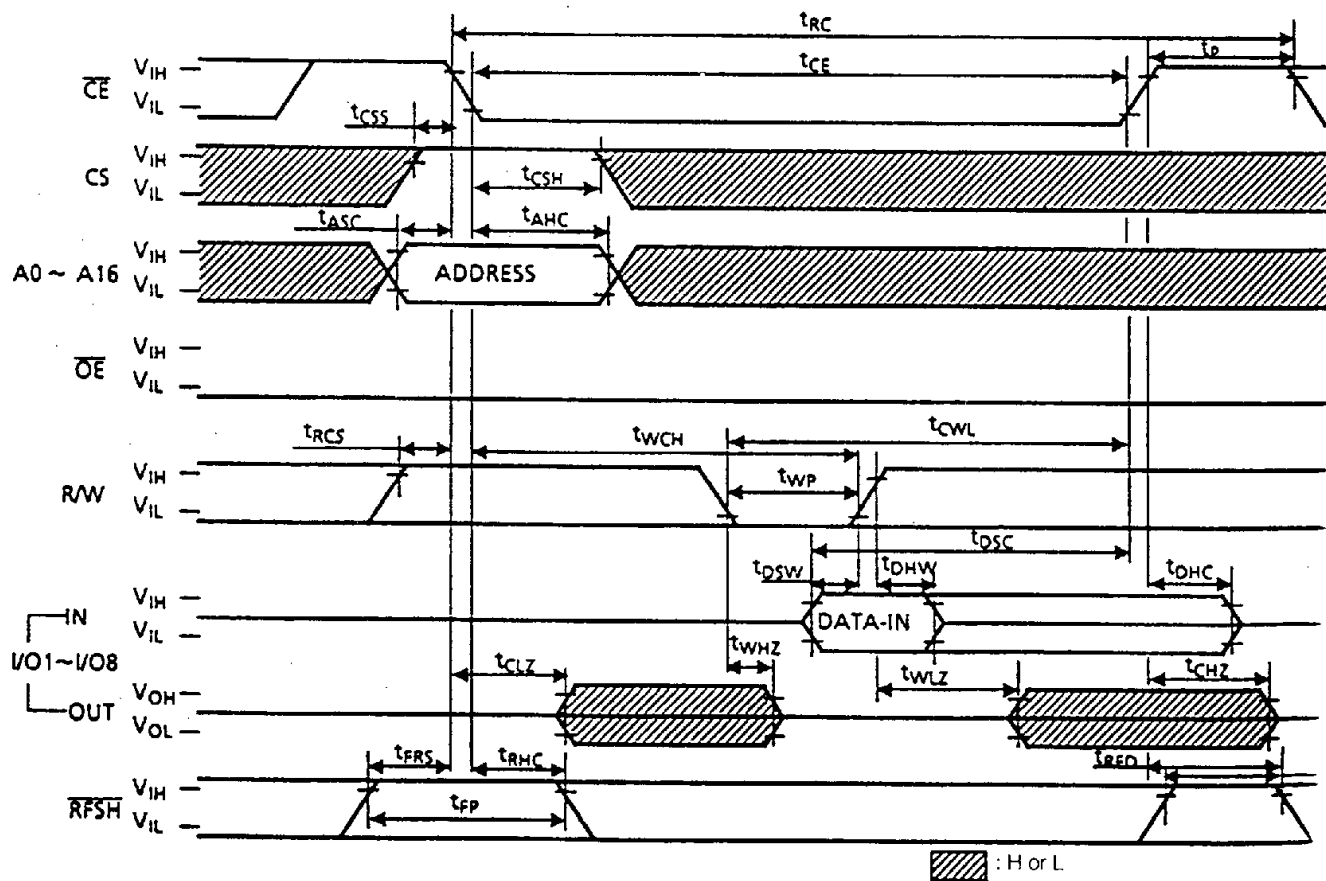 tRC
tP
CE
VIH
VIL
tCE
tCSS
CS
VIH
VIL
tCSH
tASC
tAHC
A0 ~ A16
VIH
VIL
ADDRESS
OE
VIH
VIL
tRCS
tWCH
tCWL
R/W
VIH
VIL
tWP
tDSC
tDSW
tDHW
tDHC
IN
VIH
VIL
DATA-IN
I/O1~I/O8
tCLZ
tWHZ
tWLZ
tCHZ
OUT
VOH
VOL
tFRS
tRHC
tRFD
RFSH
VIH
VIL
tFP
: H or L